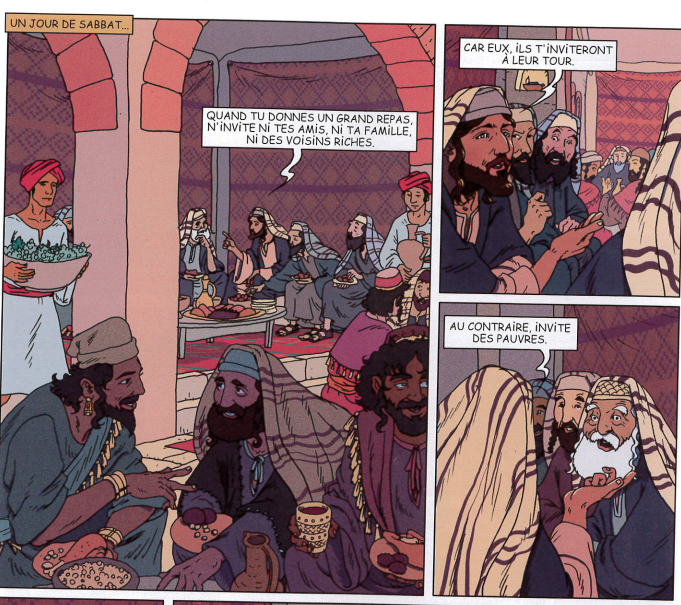 UN JOUR DE SABBAT...
QUAND TU DONNES UN GRAND REPAS,
N'INVITE NI TES AMIS, NI TA FAMILLE,
NI DES VOISINS RICHES.
CAR EUX, ILS T'INVITERONT
À LEUR TOUR.
AU CONTRAIRE, INVITE
DES PAUVRES.